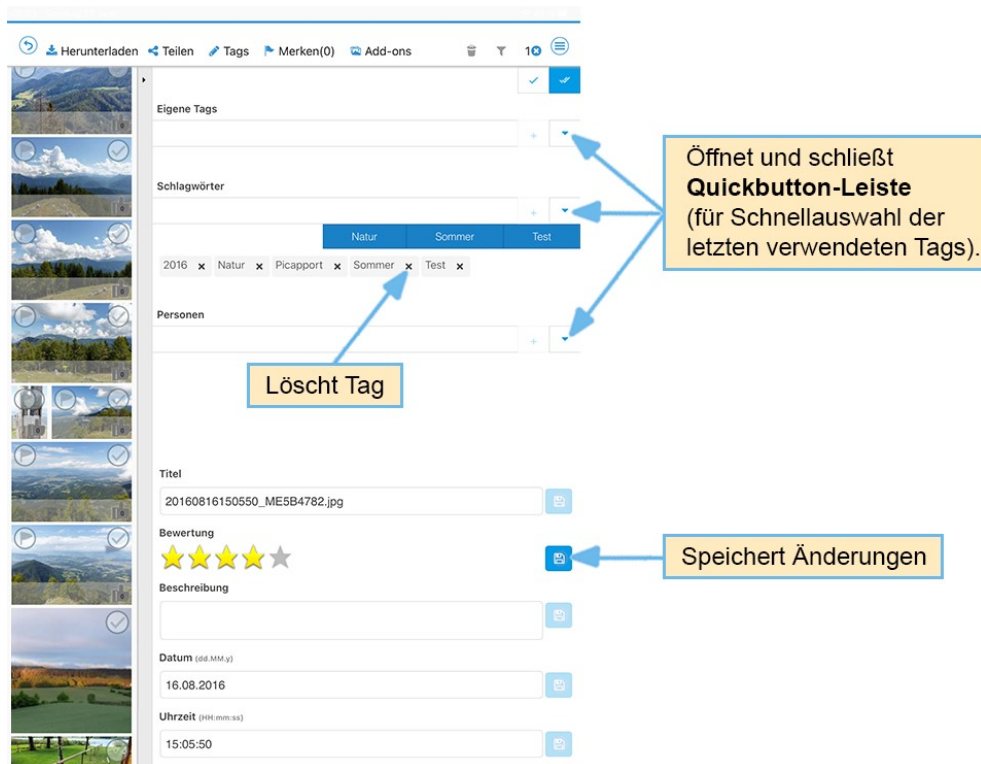 Herunterladen Teilen Tags Merken(0) Add-ons 1
Eigene Tags
Öffnet und schließt
Quickbutton-Leiste
(für Schnellauswahl der
letzten verwendeten Tags).
Schlagwörter
Natur Sommer Test
2016 x Natur x Picapport x Sommer x Test x
Personen
Löscht Tag
Titel
20160816150550_ME5B4782.jpg
Bewertung
Speichert Änderungen
Beschreibung
Datum (dd.MM.y)
16.08.2016
Uhrzeit (HH:mm:ss)
15:05:50